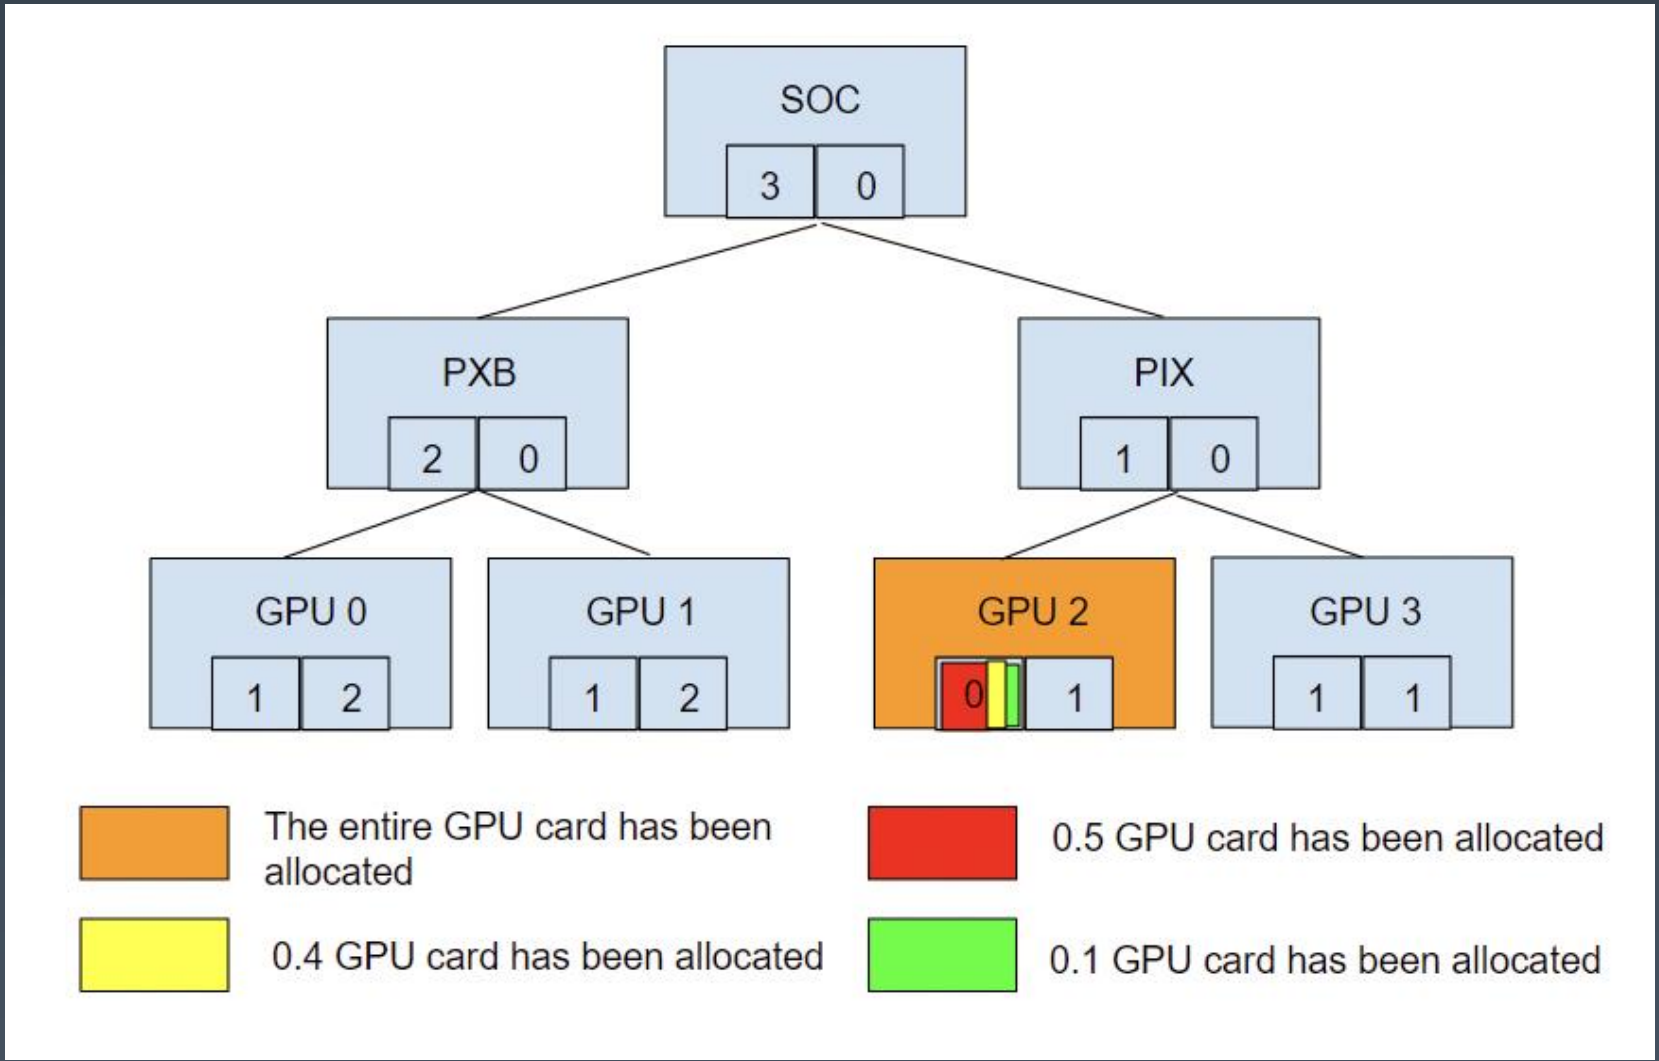 SOC
3 0
PXB
PIX
2 0
1 0
GPU 0
GPU 1
GPU 2
GPU 3
1 2
1 2
0 1
1 1
The entire GPU card has been
allocated
0.5 GPU card has been allocated
0.4 GPU card has been allocated
0.1 GPU card has been allocated